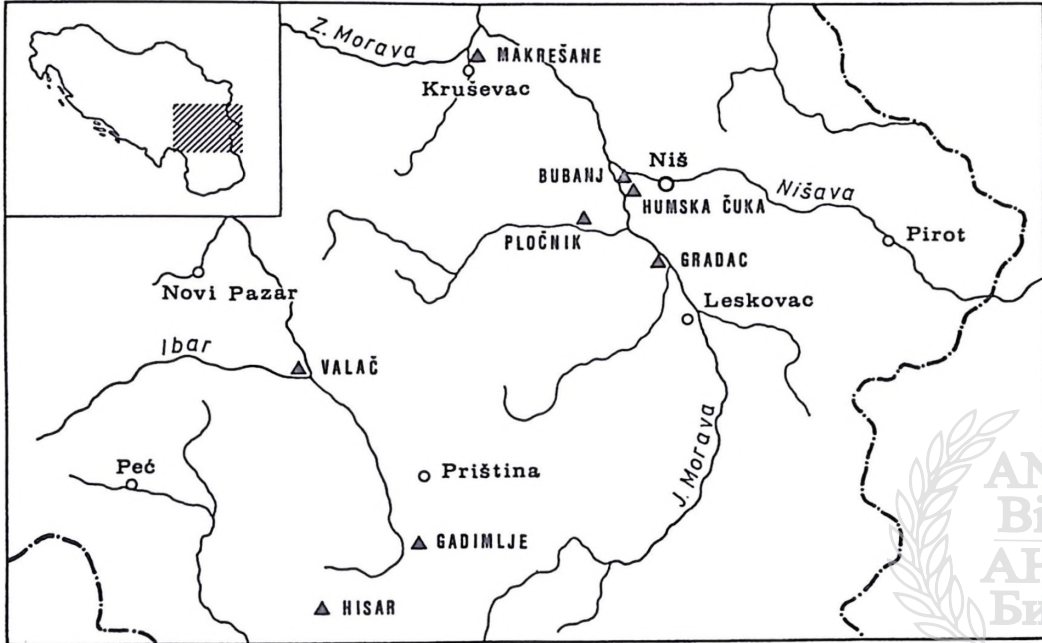 Z. Morava
MAKREŠANE
Kruševac
BUBANJ
Niš
HUMSKA ČUKA
Nišava
PLOČNIK
Pirot
GRADAC
Novi Pazar
Leskovac
Ibar
VALAČ
J. Morava
Peć
Priština
GADIMLJE
HISAR